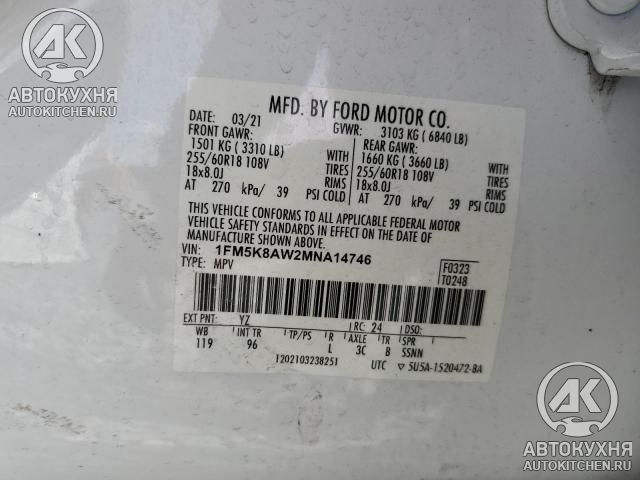 АК
АВТОКУХНЯ
AUTOKITCHEN.RU
MFD. BY FORD MOTOR CO.
DATE: 03/21 GVWR: 3103 KG ( 6840 LB)
FRONT GAWR: REAR GAWR:
1501 KG ( 3310 LB) WITH 1660 KG ( 3660 LB) WITH
255/60R18 108V TIRES 255/60R18 108V TIRES
18x8.0J RIMS 18x8.0J RIMS
AT 270 kPa/ 39 PSI COLD AT 270 kPa/ 39 PSI COLD
THIS VEHICLE CONFORMS TO ALL APPLICABLE FEDERAL MOTOR
VEHICLE SAFETY STANDARDS IN EFFECT ON THE DATE OF
MANUFACTURE SHOWN ABOVE.
VIN: 1FM5K8AW2MNA14746
TYPE: MPV
F0323
T0248
EXT PNT: YZ RC: 24 DSO:
WB INT TR TP/PS R AXLE TR SPR
119 96 L 3C B SSNN
1202103238251 UTC ▽ 5U5A-1520472-BA
АК
АВТОКУХНЯ
AUTOKITCHEN.RU